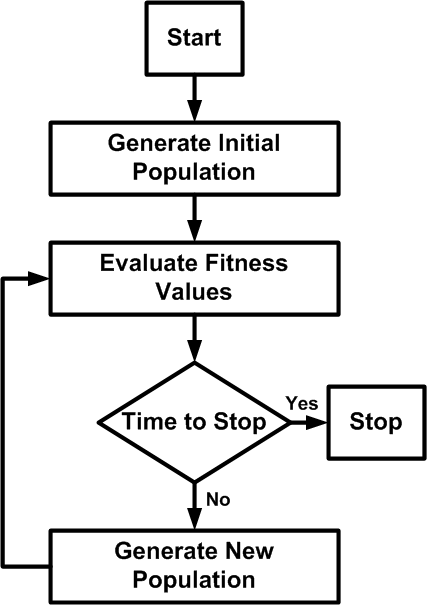 Start
Generate Initial
Population
Evaluate Fitness
Values
Time to Stop
Yes
Stop
No
Generate New
Population